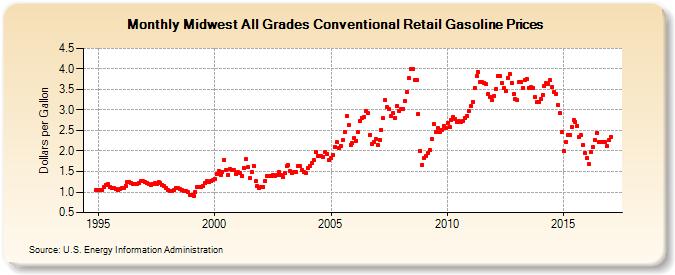 Monthly Midwest All Grades Conventional Retail Gasoline Prices
Dollars per Gallon
4.5
4.0
3.5
3.0
2.5
2.0
1.5
1.0
0.5
1995 2000 2005 2010 2015
Source: U.S. Energy Information Administration